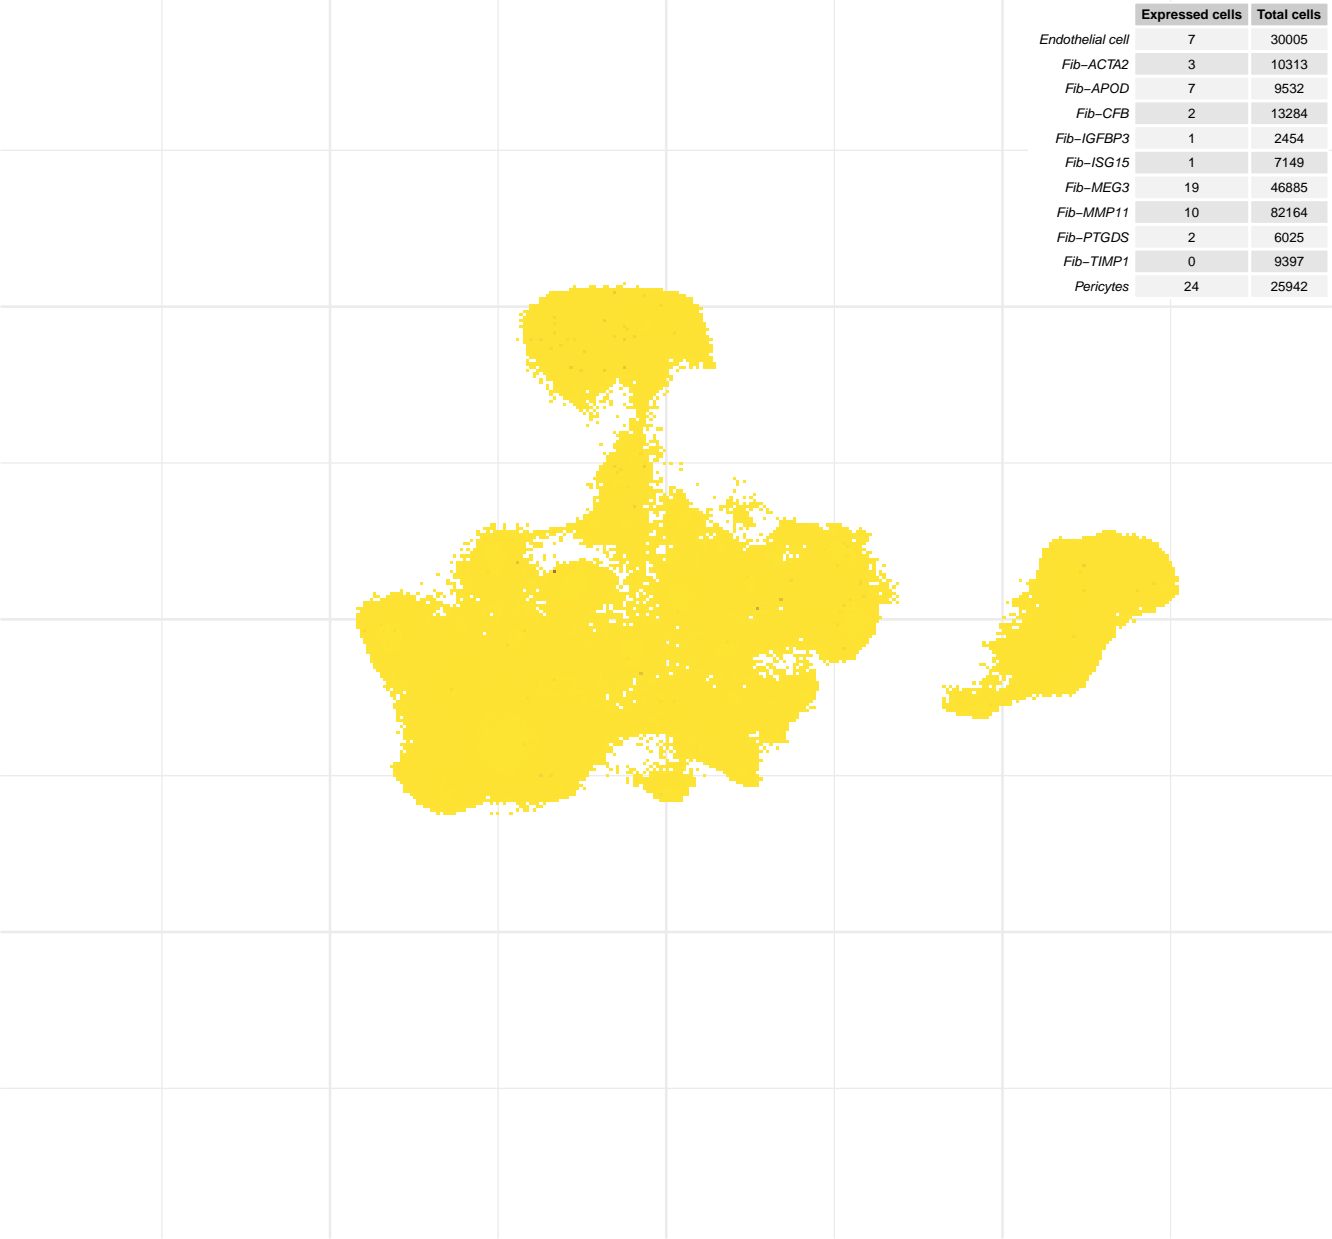 Expressed cells Total cells
Endothelial cell 7 30005
Fib−ACTA2 3 10313
Fib−APOD 7 9532
Fib−CFB 2 13284
Fib−IGFBP3 1 2454
Fib−ISG15 1 7149
Fib−MEG3 19 46885
Fib−MMP11 10 82164
Fib−PTGDS 2 6025
Fib−TIMP1 0 9397
Pericytes 24 25942